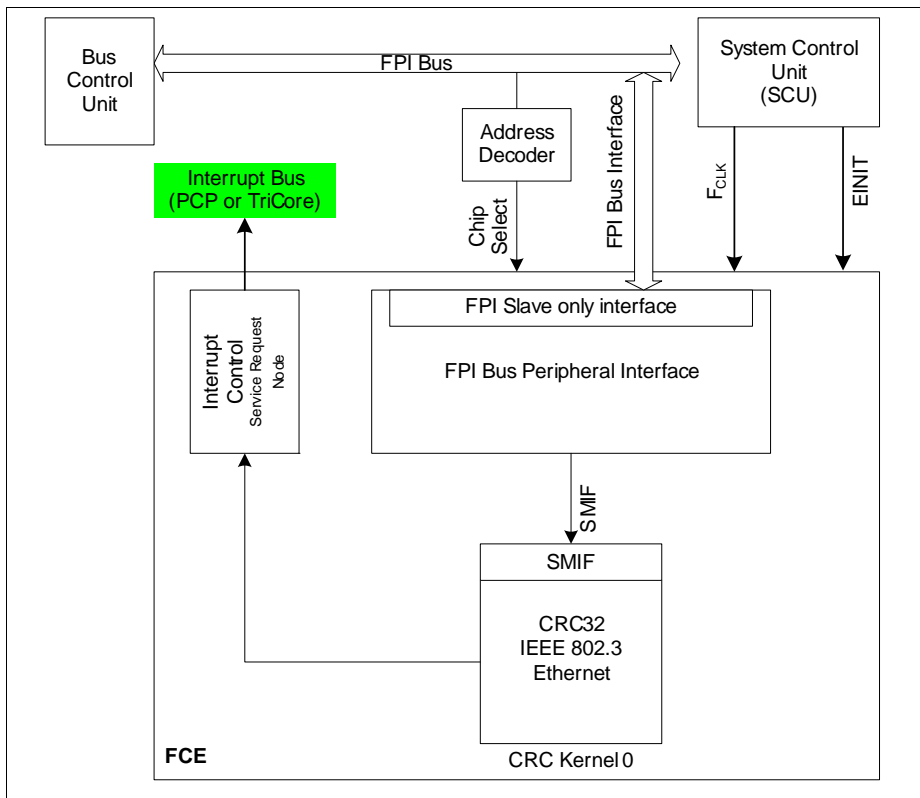 Bus
Control
Unit
FPI Bus
System Control
Unit
(SCU)
Address
Decoder
Interrupt Bus
(PCP or TriCore)
Chip
Select
FPI Bus Interface
FCLK
EINIT
Interrupt
Control
Service Request
Node
FPI Slave only interface
FPI Bus Peripheral Interface
SMIF
SMIF
CRC32
IEEE 802.3
Ethernet
FCE
CRC Kernel 0